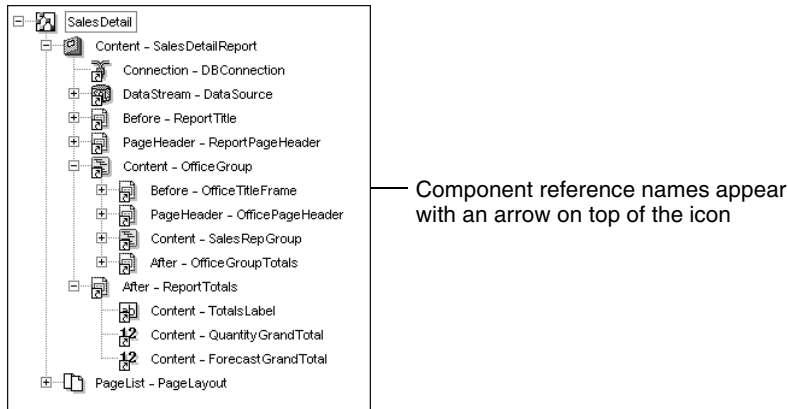 SalesDetail
Content - SalesDetailReport
Connection - DBConnection
DataStream - DataSource
Before - ReportTitle
PageHeader - ReportPageHeader
Content - OfficeGroup
Before - OfficeTitleFrame
PageHeader - OfficePageHeader
Content - SalesRepGroup
After - OfficeGroupTotals
After - ReportTotals
Content - TotalsLabel
12 Content - QuantityGrandTotal
12 Content - ForecastGrandTotal
PageList - PageLayout
Component reference names appear
with an arrow on top of the icon